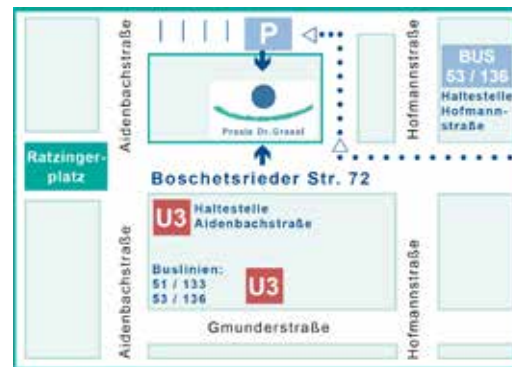 Aidenbachstraße
P
Hofmannstraße
BUS
53 / 136
Haltestelle
Hofmann-
straße
Praxis Dr. Grassl
Ratzinger-
platz
Boschetsrieder Str. 72
Aidenbachstraße
U3 Haltestelle
Aidenbachstraße
Buslinien:
51 / 133
53 / 136
U3
Hofmannstraße
Gmunderstraße